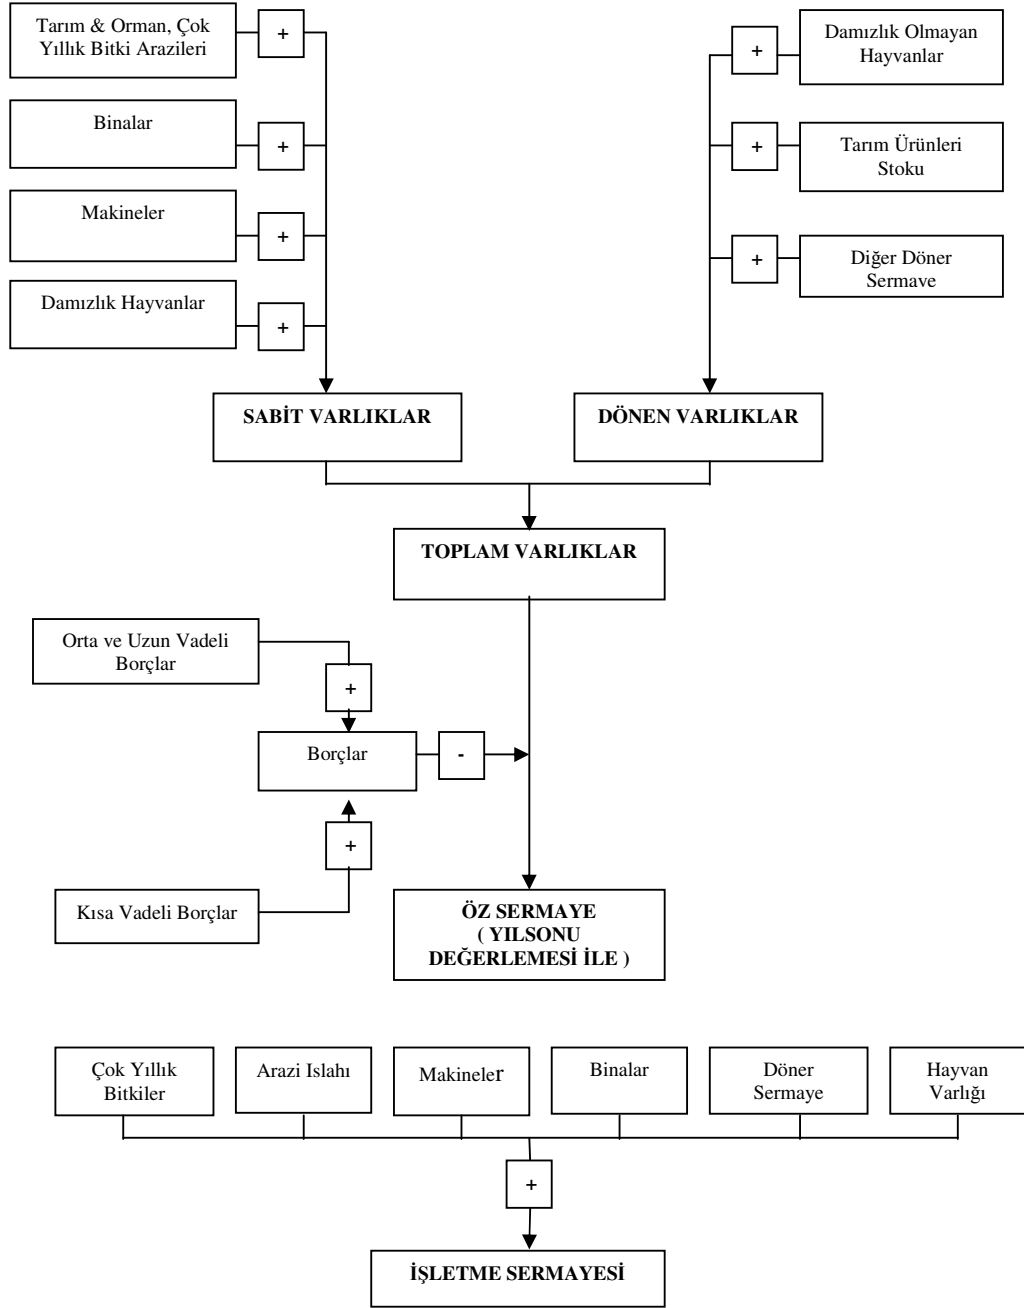 Tarım & Orman, Çok
Yıllık Bitki Arazileri
+
Binalar
+
Makineler
+
Damızlık Hayvanlar
+
Damızlık Olmayan
Hayvanlar
+
Tarım Ürünleri
Stoku
+
Diğer Döner
Sermave
+
SABİT VARLIKLAR
DÖNEN VARLIKLAR
TOPLAM VARLIKLAR
Orta ve Uzun Vadeli
Borçlar
+
Borçlar
-
+
Kısa Vadeli Borçlar
ÖZ SERMAYE
( YILSONU
DEĞERLEMESİ İLE )
Çok Yıllık
Bitkiler
Arazi Islahı
Makineler
Binalar
Döner
Sermaye
Hayvan
Varlığı
+
İŞLETME SERMAYESİ